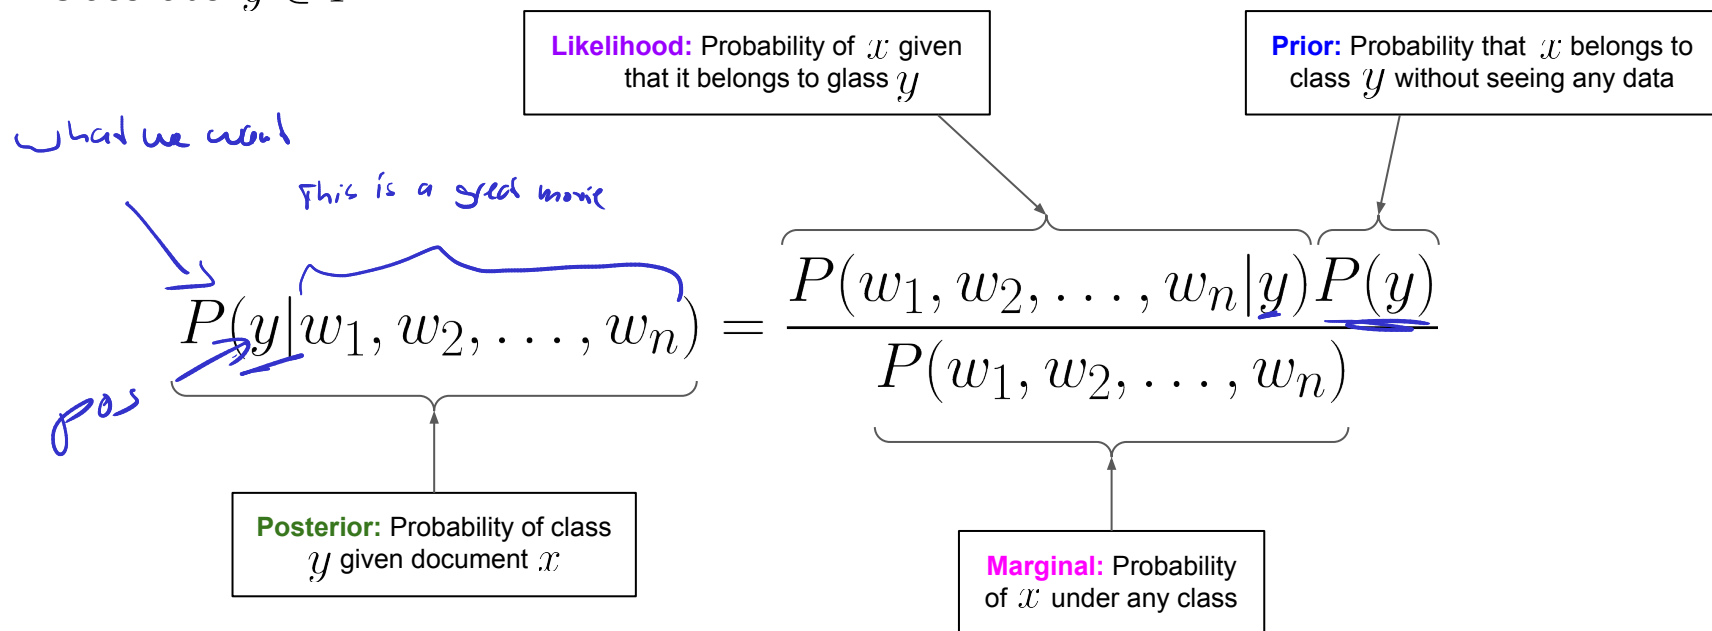 Likelihood: Probability of x given
that it belongs to glass y
Prior: Probability that x belongs to
class y without seeing any data
what we want
This is a great movie
P(y|w₁, w₂, . . . , wₙ) = P(w₁, w₂, . . . , wₙ|y)P(y)
P(w₁, w₂, . . . , wₙ)
pos
Posterior: Probability of class
y given document x
Marginal: Probability
of x under any class